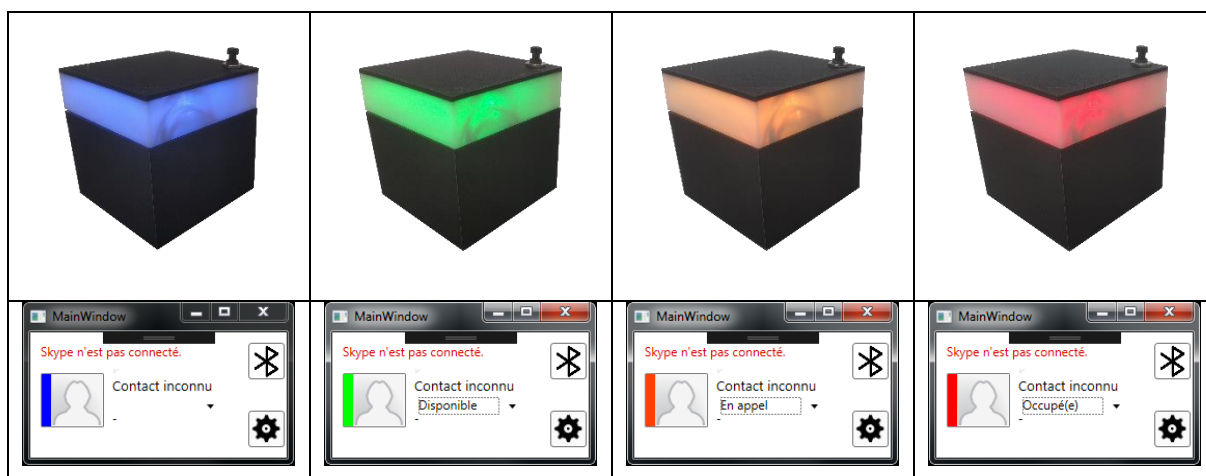 MainWindow
Skype n'est pas connecté.
Contact inconnu
-
MainWindow
Skype n'est pas connecté.
Contact inconnu
Disponible
-
MainWindow
Skype n'est pas connecté.
Contact inconnu
En appel
-
MainWindow
Skype n'est pas connecté.
Contact inconnu
Occupé(e)
-